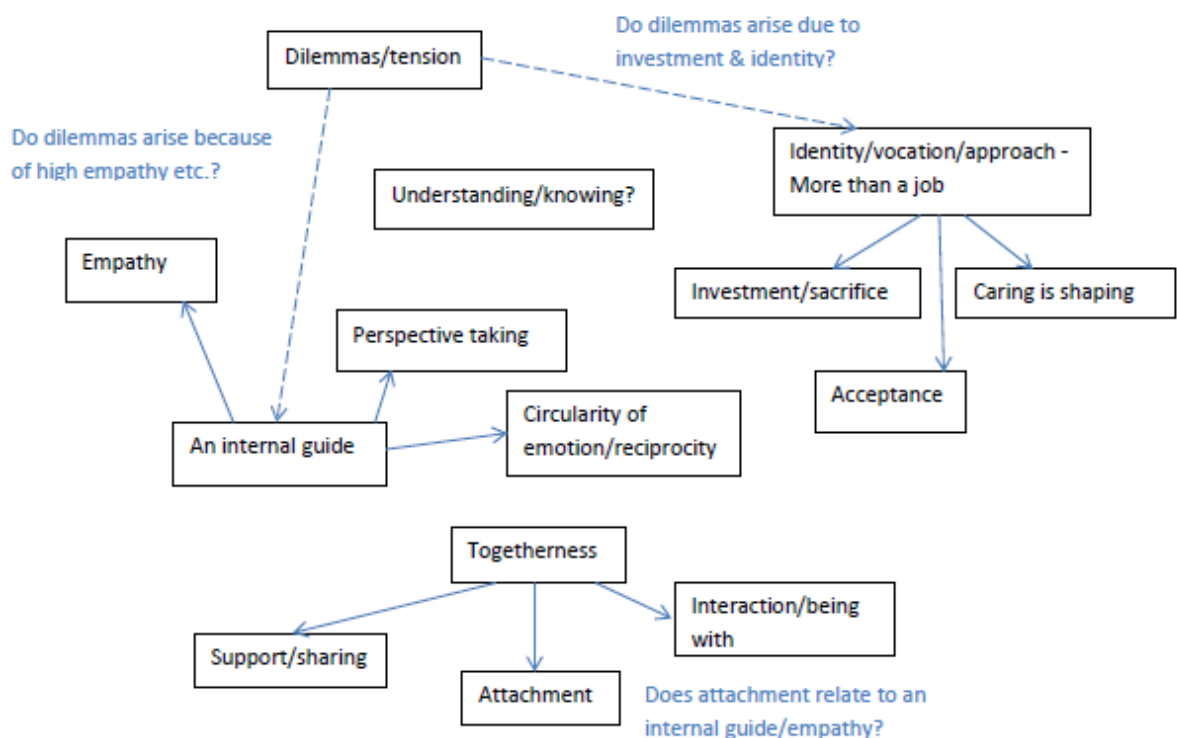 Do dilemmas arise due to
investment & identity?
Dilemmas/tension
Do dilemmas arise because
of high empathy etc.?
Identity/vocation/approach -
More than a job
Understanding/knowing?
Empathy
Investment/sacrifice
Caring is shaping
Perspective taking
Acceptance
An internal guide
Circularity of
emotion/reciprocity
Togetherness
Interaction/being
with
Support/sharing
Attachment
Does attachment relate to an
internal guide/empathy?